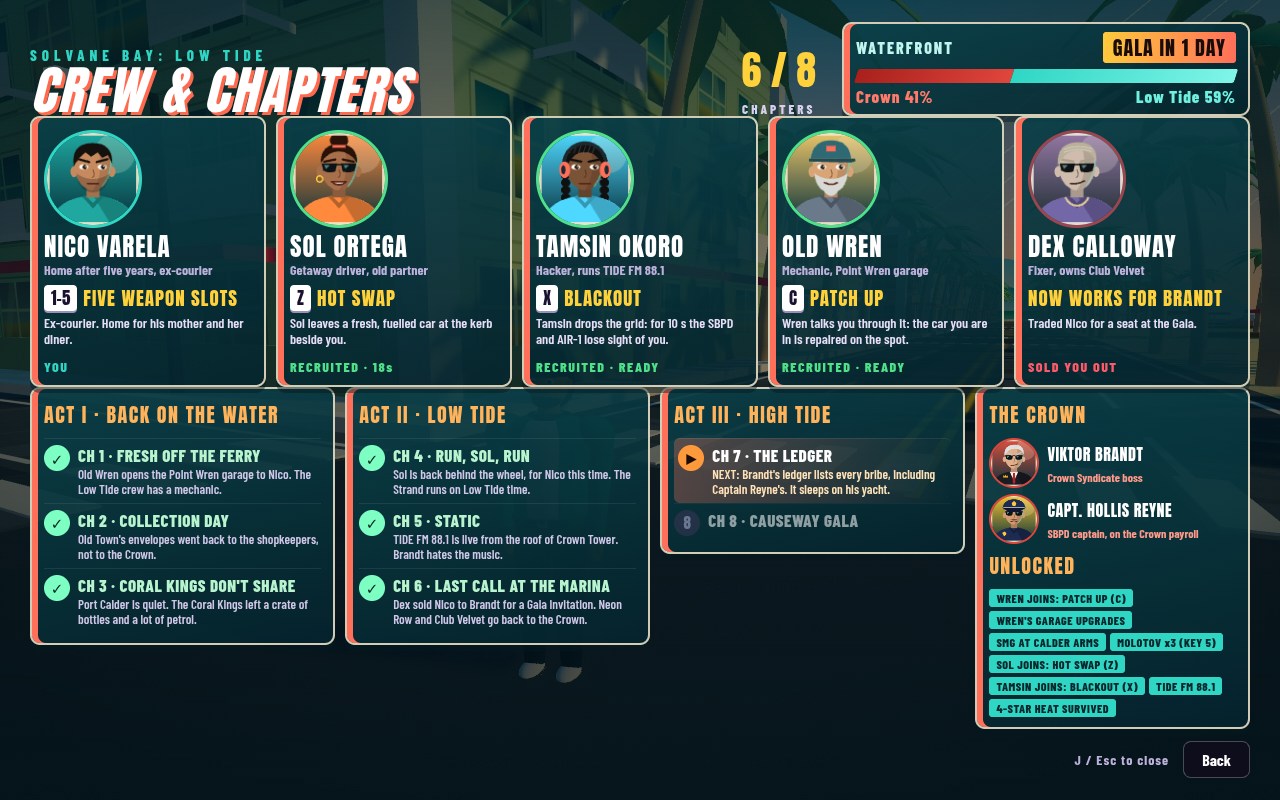 SOLVANE BAY: LOW TIDE
CREW & CHAPTERS
6 / 8
CHAPTERS
WATERFRONT
GALA IN 1 DAY
Crown 41%
Low Tide 59%
NICO VARELA
Home after five years, ex-courier
1-5 FIVE WEAPON SLOTS
Ex-courier. Home for his mother and her
diner.
YOU
SOL ORTEGA
Getaway driver, old partner
Z HOT SWAP
Sol leaves a fresh, fuelled car at the kerb
beside you.
RECRUITED · 18s
TAMSIN OKORO
Hacker, runs TIDE FM 88.1
X BLACKOUT
Tamsin drops the grid: for 10 s the SBPD
and AIR-1 lose sight of you.
RECRUITED · READY
OLD WREN
Mechanic, Point Wren garage
C PATCH UP
Wren talks you through it: the car you are
in is repaired on the spot.
RECRUITED · READY
DEX CALLOWAY
Fixer, owns Club Velvet
NOW WORKS FOR BRANDT
Traded Nico for a seat at the Gala.
SOLD YOU OUT
ACT I · BACK ON THE WATER
✓ CH 1 · FRESH OFF THE FERRY
Old Wren opens the Point Wren garage to Nico. The
Low Tide crew has a mechanic.
✓ CH 2 · COLLECTION DAY
Old Town's envelopes went back to the shopkeepers,
not to the Crown.
✓ CH 3 · CORAL KINGS DON'T SHARE
Port Calder is quiet. The Coral Kings left a crate of
bottles and a lot of petrol.
ACT II · LOW TIDE
✓ CH 4 · RUN, SOL, RUN
Sol is back behind the wheel, for Nico this time. The
Strand runs on Low Tide time.
✓ CH 5 · STATIC
TIDE FM 88.1 is live from the roof of Crown Tower.
Brandt hates the music.
✓ CH 6 · LAST CALL AT THE MARINA
Dex sold Nico to Brandt for a Gala invitation. Neon
Row and Club Velvet go back to the Crown.
ACT III · HIGH TIDE
▶ CH 7 · THE LEDGER
NEXT: Brandt's ledger lists every bribe, including
Captain Reyne's. It sleeps on his yacht.
8 CH 8 · CAUSEWAY GALA
THE CROWN
VIKTOR BRANDT
Crown Syndicate boss
CAPT. HOLLIS REYNE
SBPD captain, on the Crown payroll
UNLOCKED
WREN JOINS: PATCH UP (C)
WREN'S GARAGE UPGRADES
SMG AT CALDER ARMS
MOLOTOV x3 (KEY 5)
SOL JOINS: HOT SWAP (Z)
TAMSIN JOINS: BLACKOUT (X)
TIDE FM 88.1
4-STAR HEAT SURVIVED
J / Esc to close
Back